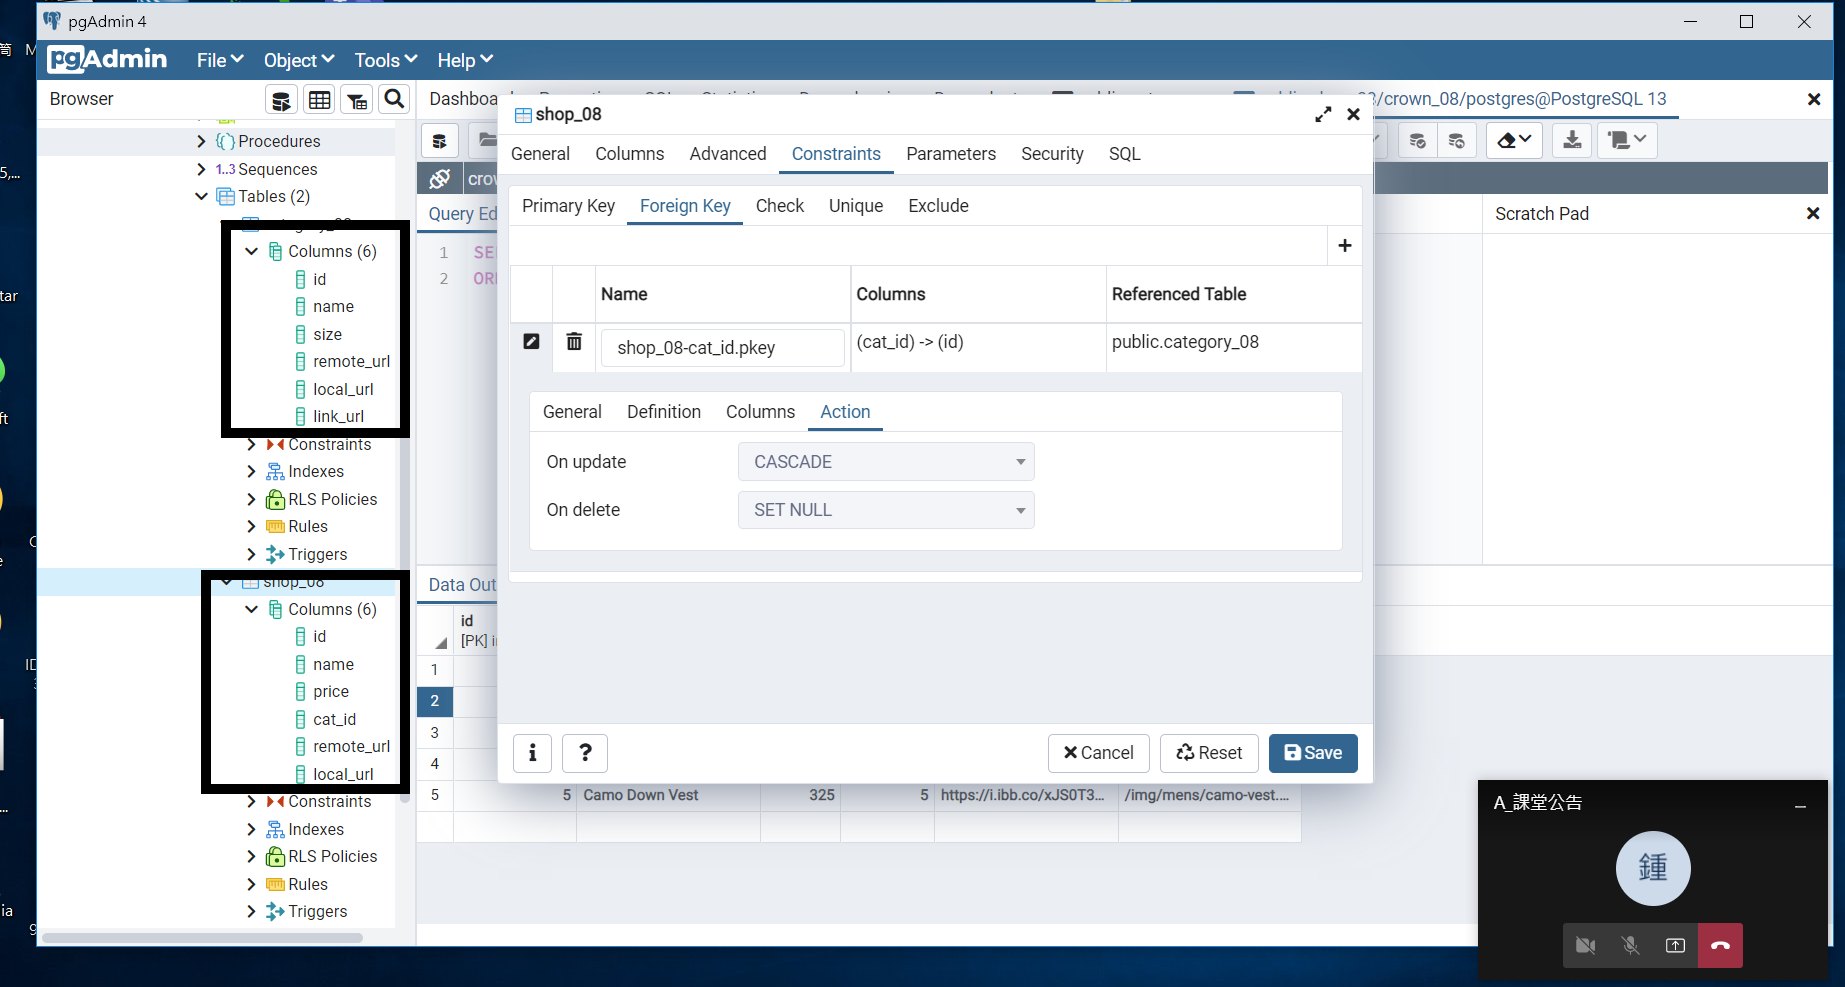 pgAdmin 4
pgAdmin
File
Object
Tools
Help
Browser
Procedures
1..3 Sequences
Tables (2)
Columns (6)
id
name
size
remote_url
local_url
link_url
Constraints
Indexes
RLS Policies
Rules
Triggers
shop_08
Columns (6)
id
name
price
cat_id
remote_url
local_url
Constraints
Indexes
RLS Policies
Rules
Triggers
Dashboa
/crown_08/postgres@PostgreSQL 13
crow
Query Ed
Scratch Pad
1 SE
2 OR
shop_08
General Columns Advanced Constraints Parameters Security SQL
Primary Key Foreign Key Check Unique Exclude
Name Columns Referenced Table
shop_08-cat_id.pkey (cat_id) -> (id) public.category_08
General Definition Columns Action
On update CASCADE
On delete SET NULL
i ? Cancel Reset Save
Data Out
id
[PK] i
1
2
3
4
5 5 Camo Down Vest 325 5 https://i.ibb.co/xJS0T3... /img/mens/camo-vest....
A_課堂公告
鍾